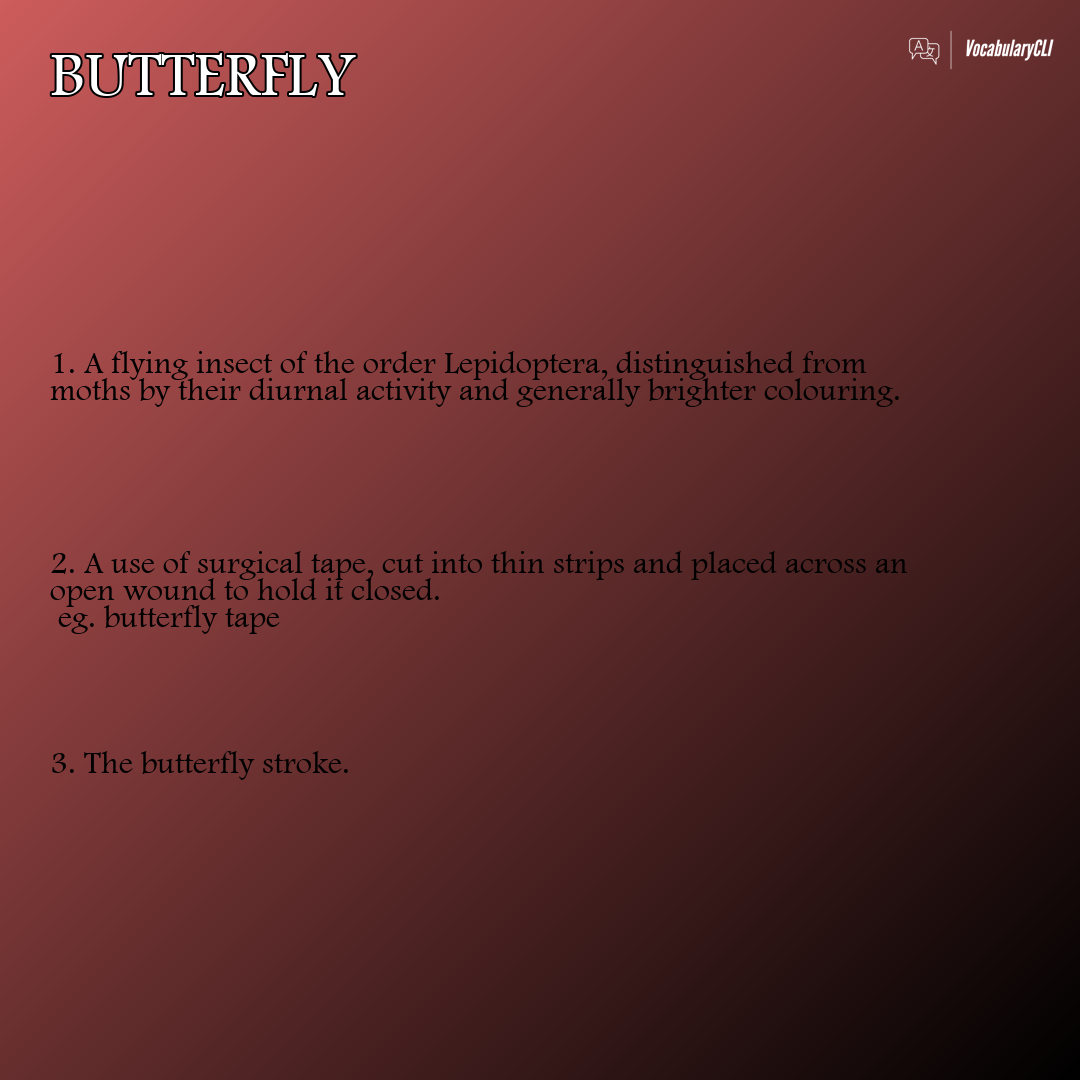 BUTTERFLY
VocabularyCLI
1. A flying insect of the order Lepidoptera, distinguished from
moths by their diurnal activity and generally brighter colouring.
2. A use of surgical tape, cut into thin strips and placed across an
open wound to hold it closed.
eg. butterfly tape
3. The butterfly stroke.